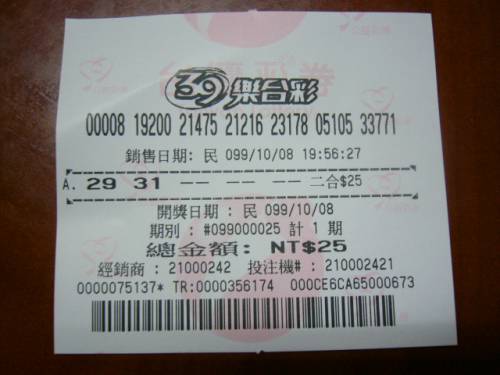 39樂合彩
00008 19200 21475 21216 23178 05105 33771
銷售日期: 民 099/10/08 19:56:27
A. 29 31 -- -- -- 二合$25
開獎日期 : 民 099/10/08
期別 : #099000025 計 1 期
總金額: NT$25
經銷商 : 21000242 投注機# : 210002421
0000075137* TR:0000356174 000CE6CA65000673